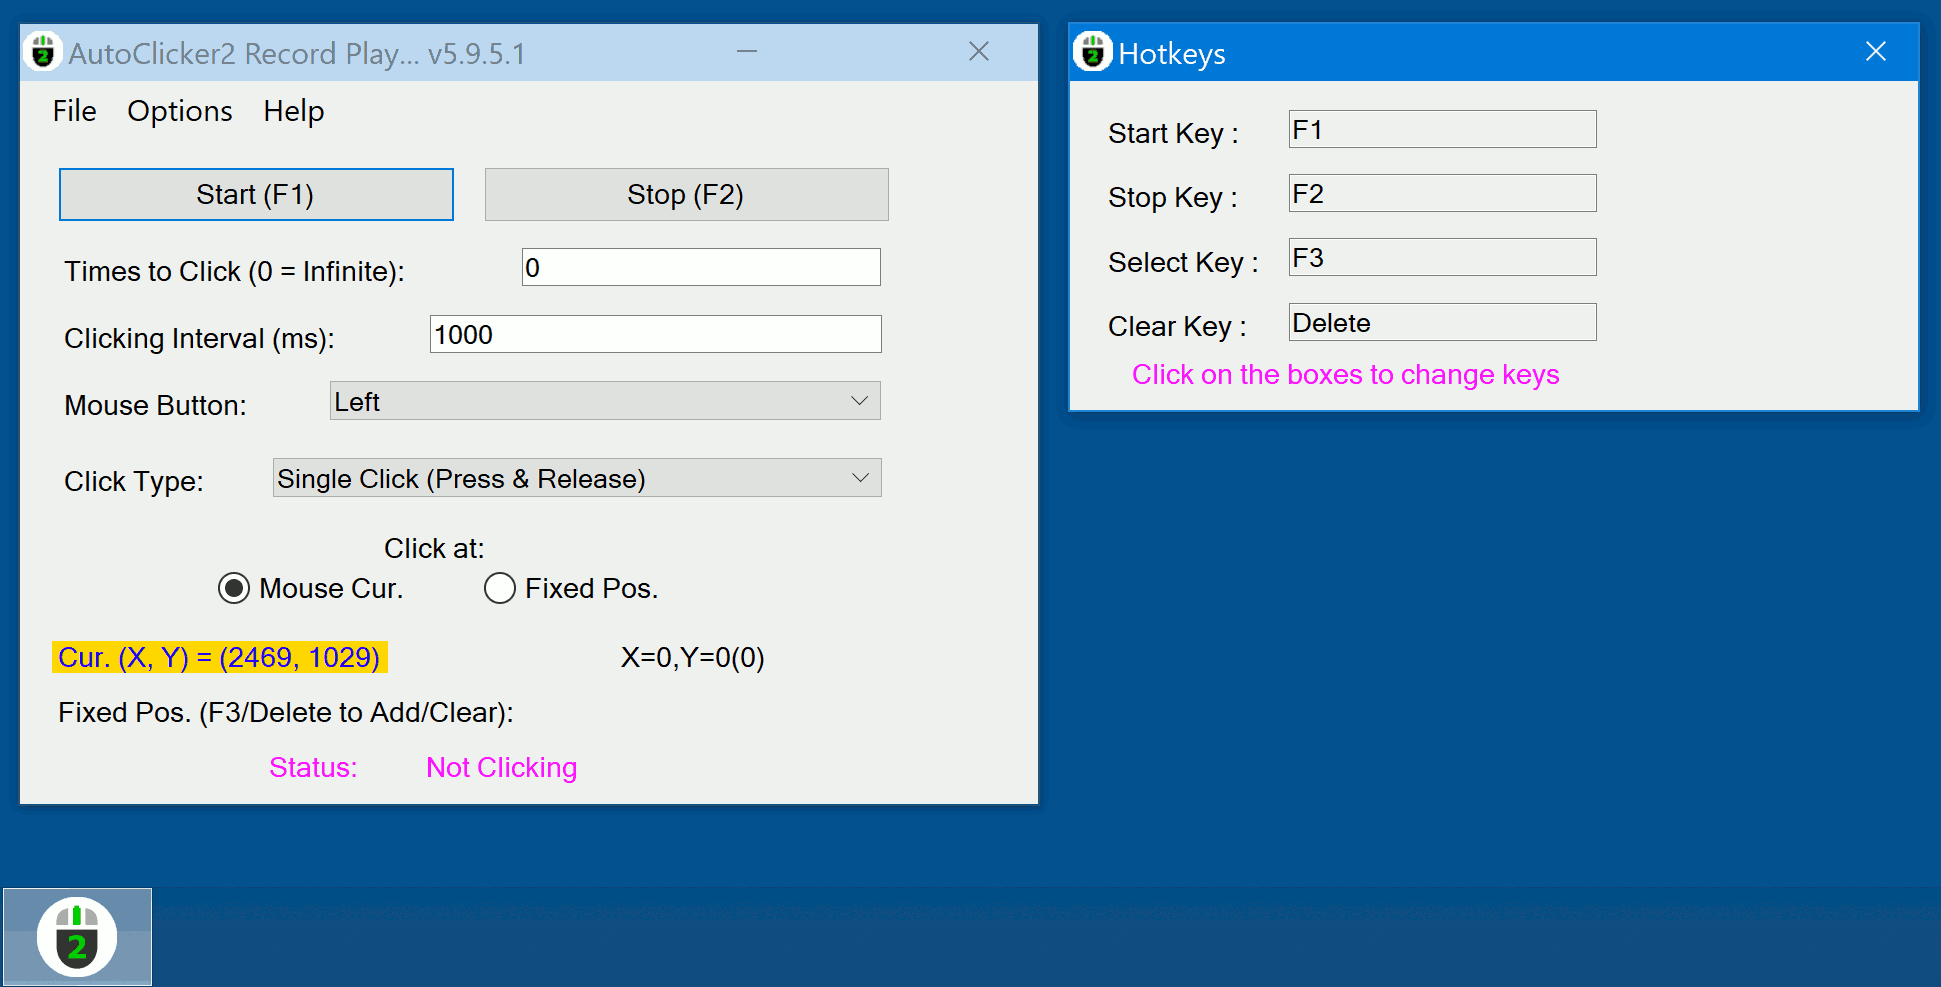 AutoClicker2 Record Play... v5.9.5.1
File Options Help
Start (F1) Stop (F2)
Times to Click (0 = Infinite): 0
Clicking Interval (ms): 1000
Mouse Button: Left
Click Type: Single Click (Press & Release)
Click at:
Mouse Cur. Fixed Pos.
Cur. (X, Y) = (2469, 1029) X=0,Y=0(0)
Fixed Pos. (F3/Delete to Add/Clear):
Status: Not Clicking
Hotkeys
Start Key : F1
Stop Key : F2
Select Key : F3
Clear Key : Delete
Click on the boxes to change keys
2